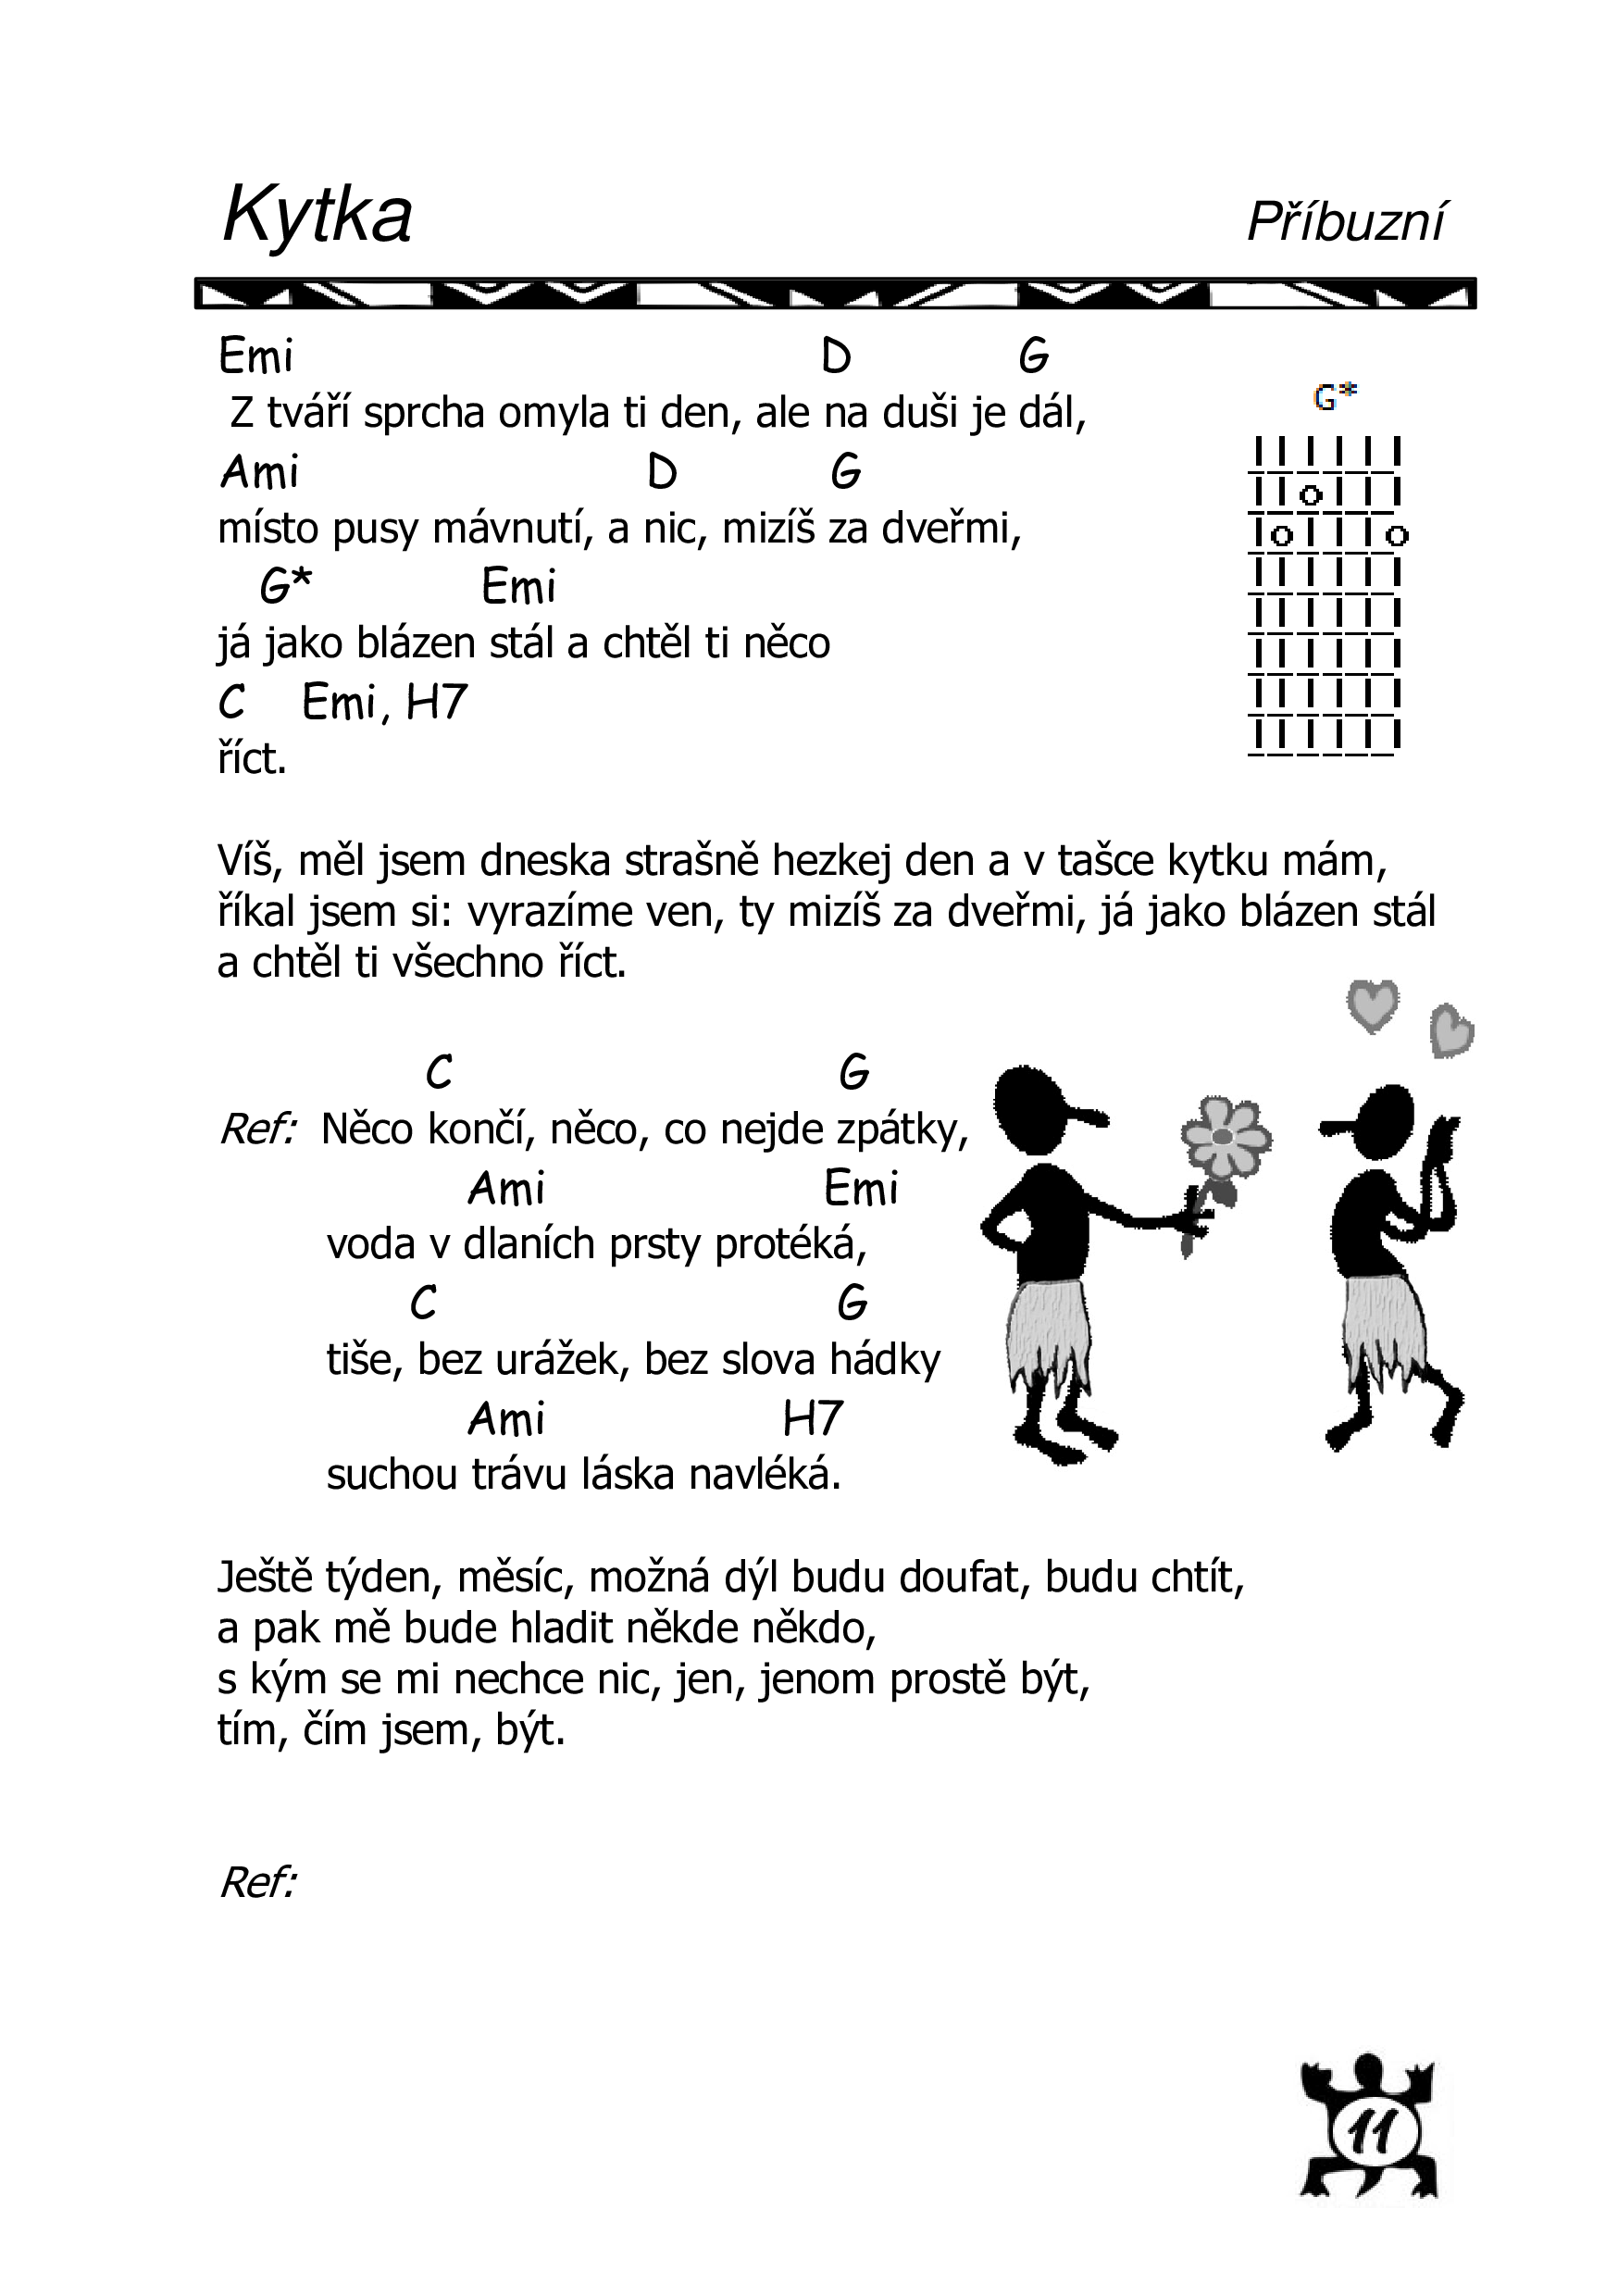 Kytka
Příbuzní
Emi D G
Z tváří sprcha omyla ti den, ale na duši je dál,
Ami D G
místo pusy mávnutí, a nic, mizíš za dveřmi,
G* Emi
já jako blázen stál a chtěl ti něco
C Emi, H7
říct.
G*
Víš, měl jsem dneska strašně hezkej den a v tašce kytku mám,
říkal jsem si: vyrazíme ven, ty mizíš za dveřmi, já jako blázen stál
a chtěl ti všechno říct.
C G
Ref: Něco končí, něco, co nejde zpátky,
Ami Emi
voda v dlaních prsty protéká,
C G
tiše, bez urážek, bez slova hádky
Ami H7
suchou trávu láska navléká.
Ještě týden, měsíc, možná dýl budu doufat, budu chtít,
a pak mě bude hladit někde někdo,
s kým se mi nechce nic, jen, jenom prostě být,
tím, čím jsem, být.
Ref:
11